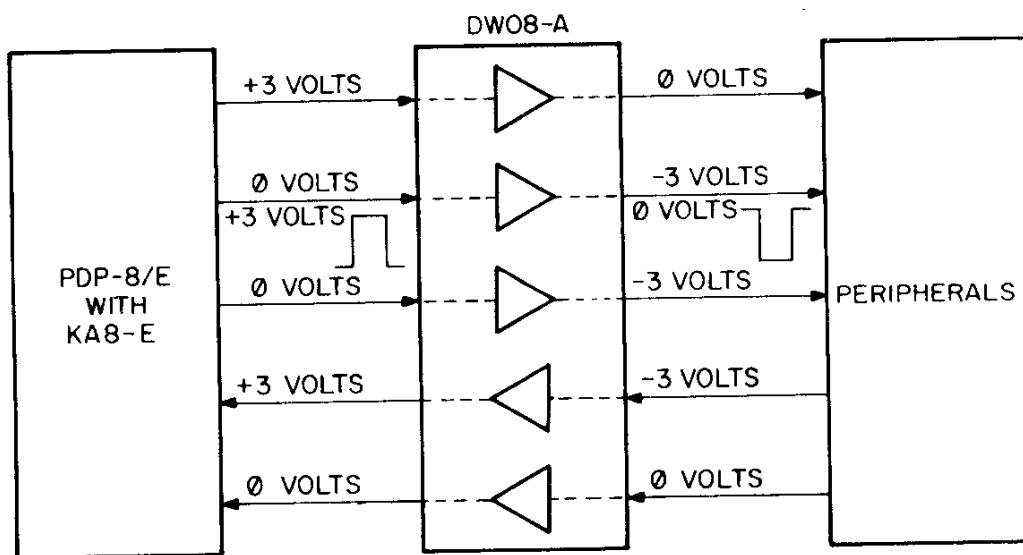 DW08-A
+3 VOLTS
0 VOLTS
0 VOLTS
-3 VOLTS
+3 VOLTS
0 VOLTS
PDP-8/E
WITH
KA8-E
0 VOLTS
-3 VOLTS
PERIPHERALS
+3 VOLTS
-3 VOLTS
0 VOLTS
0 VOLTS